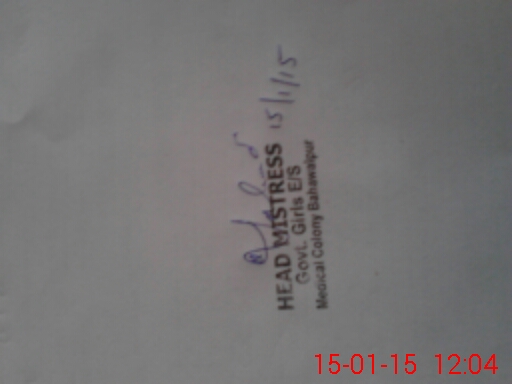 15/1/15
HEAD MISTRESS
Govt. Girls E/S
Medical Colony Bahawalpur
15-01-15 12:04